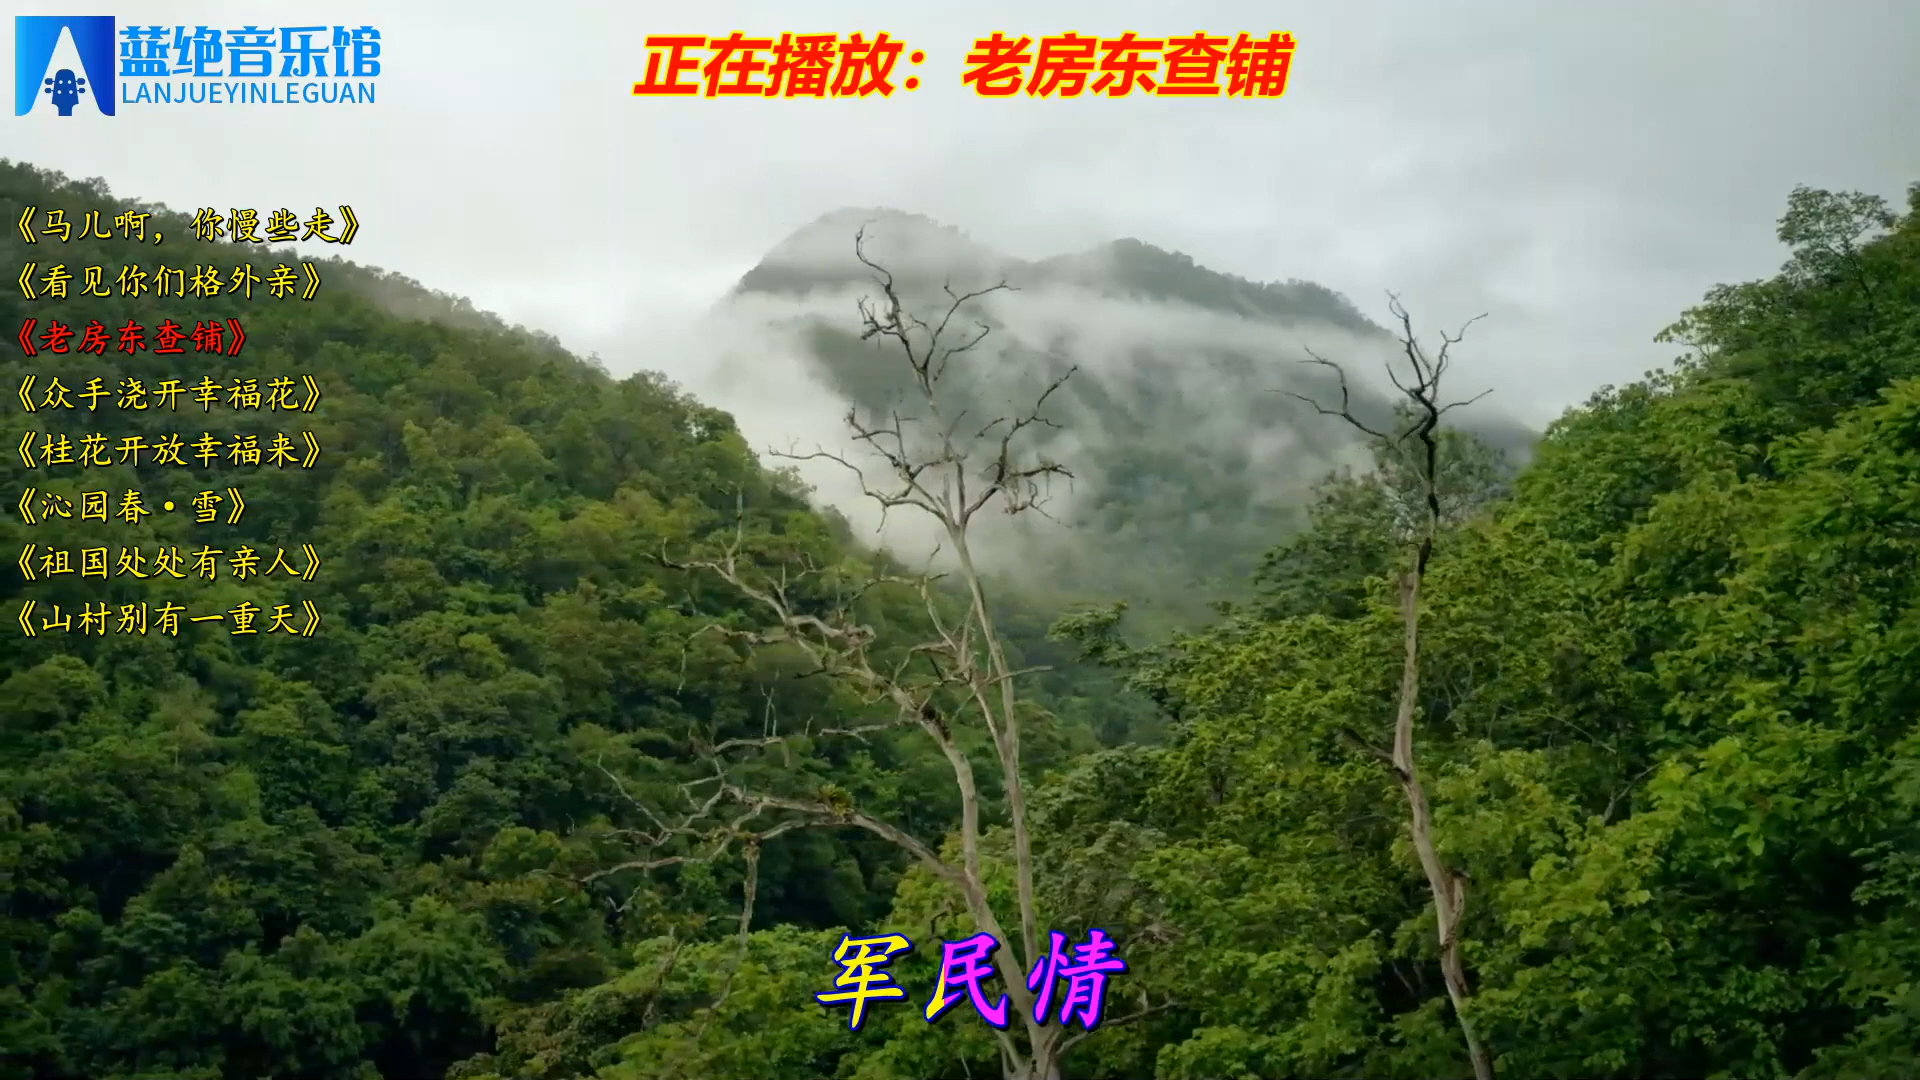 蓝绝音乐馆
LANJUEYINLEGUAN
正在播放：老房东查铺
《马儿啊，你慢些走》
《看见你们格外亲》
《老房东查铺》
《众手浇开幸福花》
《桂花开放幸福来》
《沁园春·雪》
《祖国处处有亲人》
《山村别有一重天》
军民情